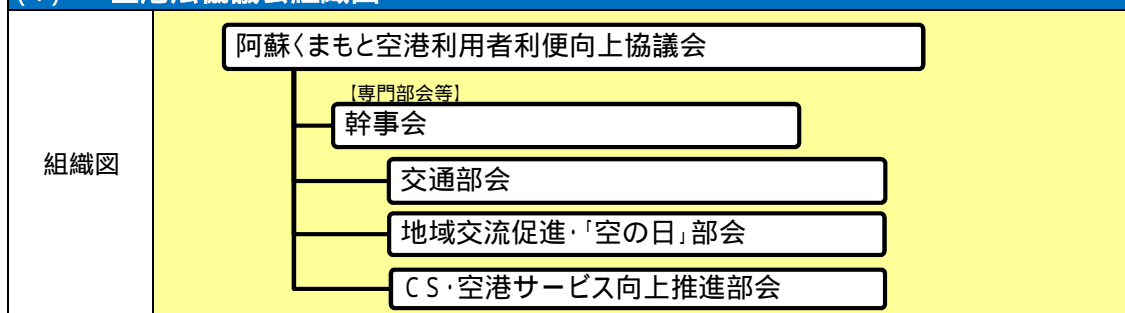 阿蘇くまもと空港利用者利便向上協議会
【専門部会等】
幹事会
組織図
交通部会
地域交流促進・「空の日」部会
ＣＳ・空港サービス向上推進部会